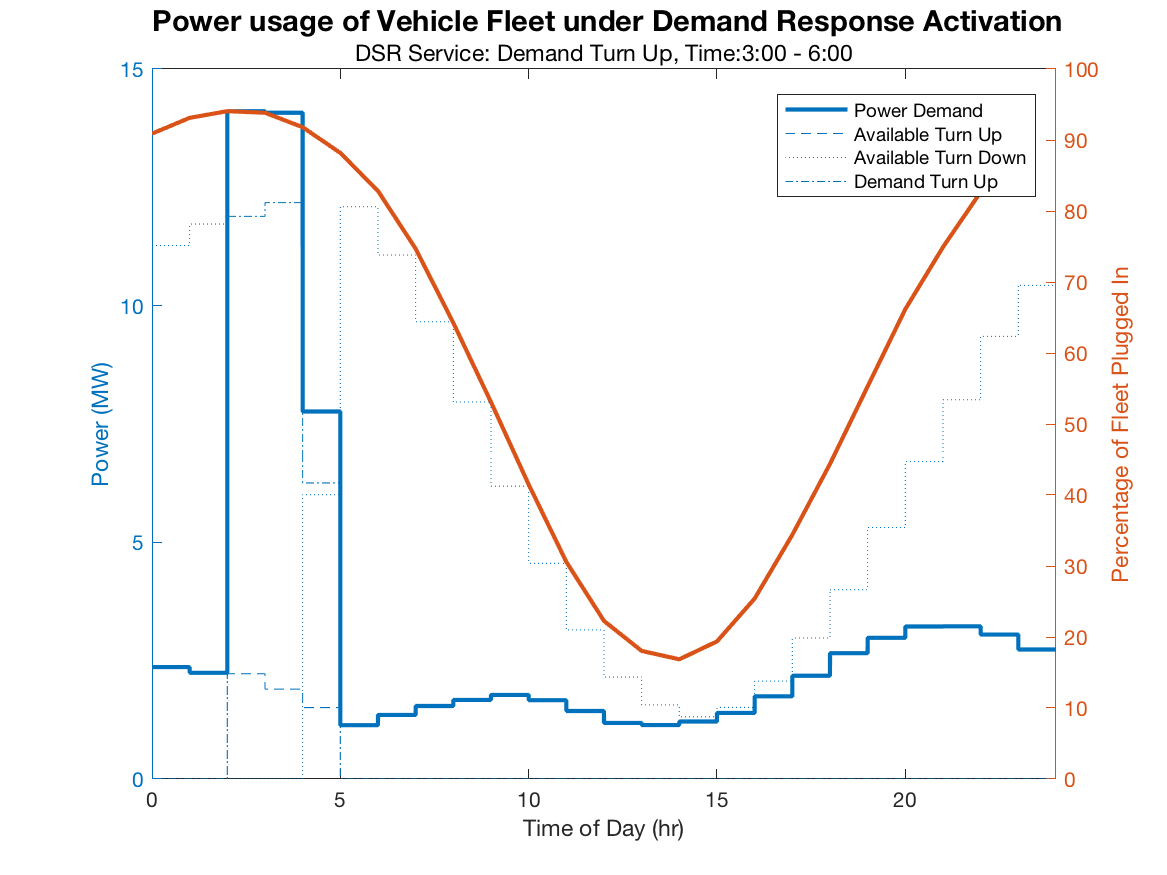 Power usage of Vehicle Fleet under Demand Response Activation
DSR Service: Demand Turn Up, Time:3:00 - 6:00
15
10
5
0
Power (MW)
Power Demand
Available Turn Up
Available Turn Down
Demand Turn Up
100
90
80
70
60
50
40
30
20
10
0
Percentage of Fleet Plugged In
0 5 10 15 20
Time of Day (hr)